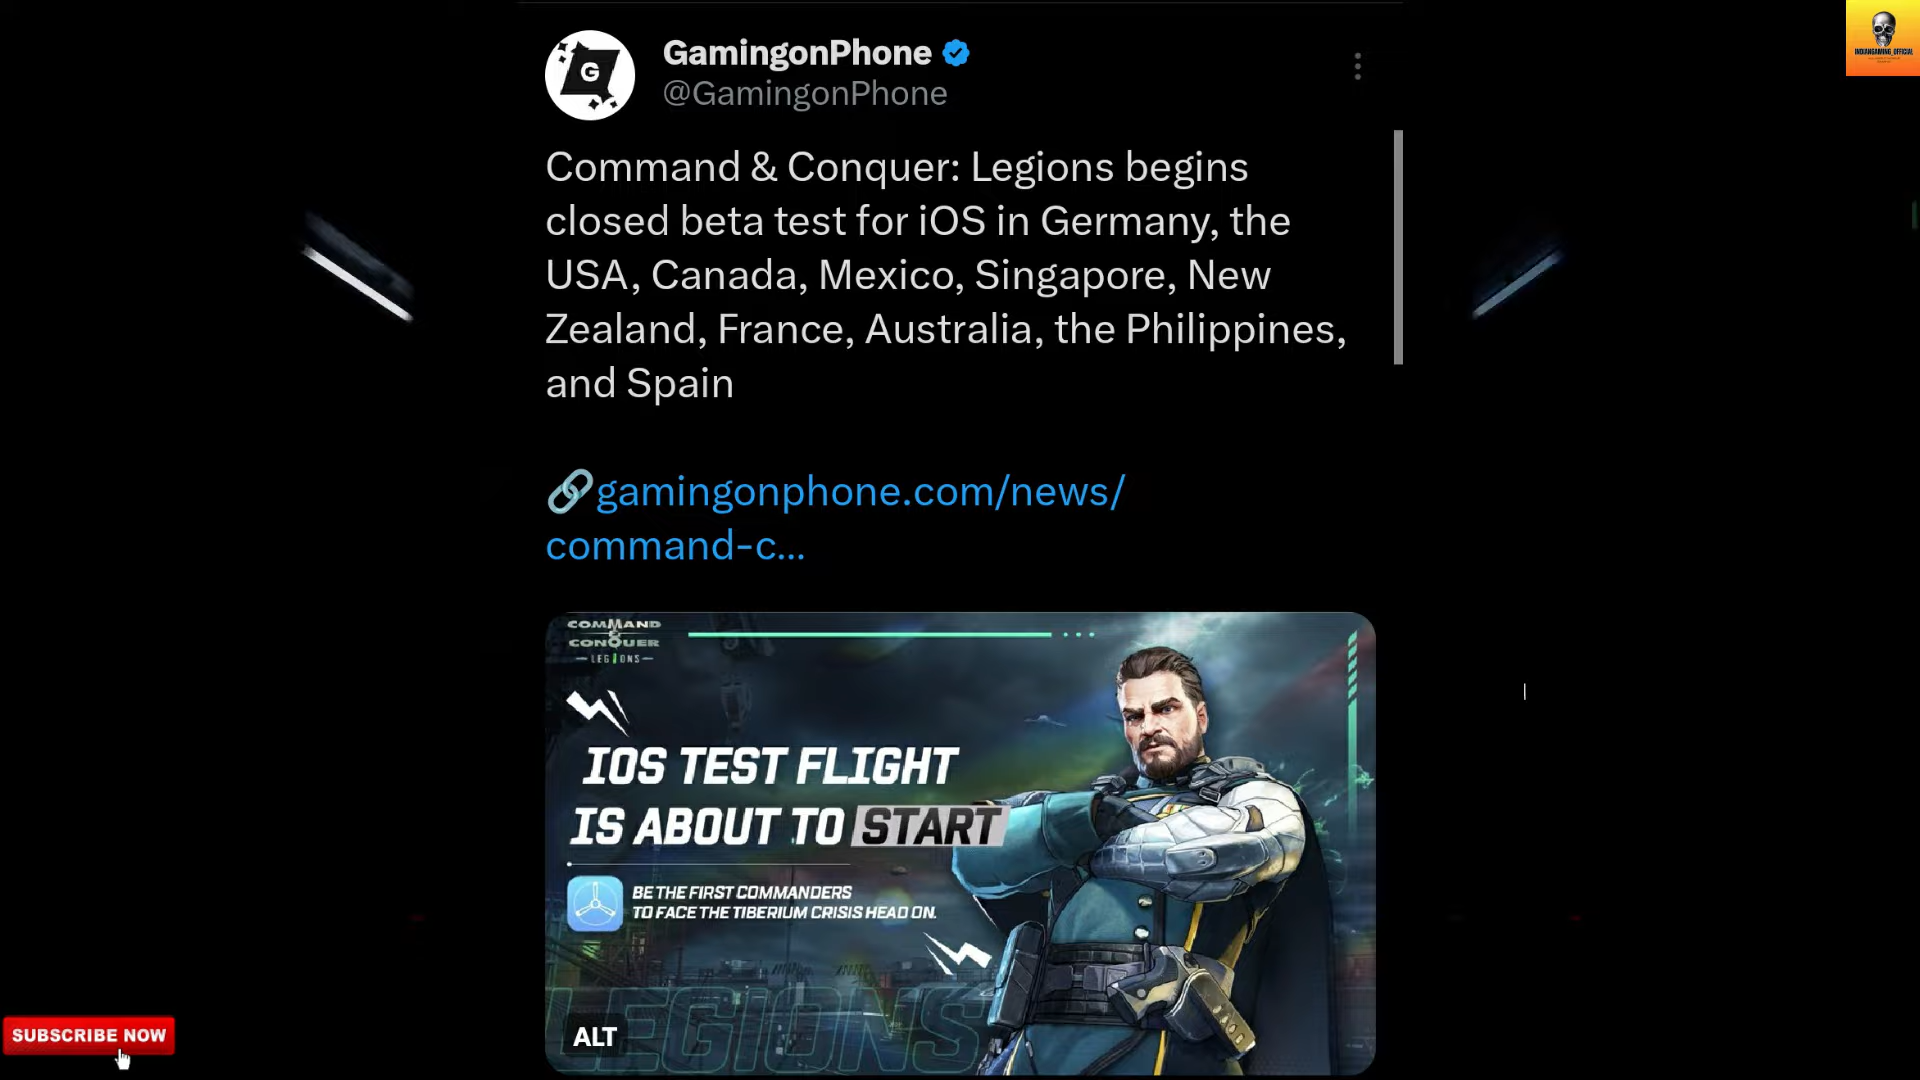 GamingonPhone
@GamingonPhone
INDIANGAMING_OFFICIAL
Command & Conquer: Legions begins
closed beta test for iOS in Germany, the
USA, Canada, Mexico, Singapore, New
Zealand, France, Australia, the Philippines,
and Spain
gamingonphone.com/news/
command-c...
COMMAND
&
CONQUER
LEGIONS
IOS TEST FLIGHT
IS ABOUT TO START
BE THE FIRST COMMANDERS
TO FACE THE TIBERIUM CRISIS HEAD ON.
LEGIONS
ALT
SUBSCRIBE NOW